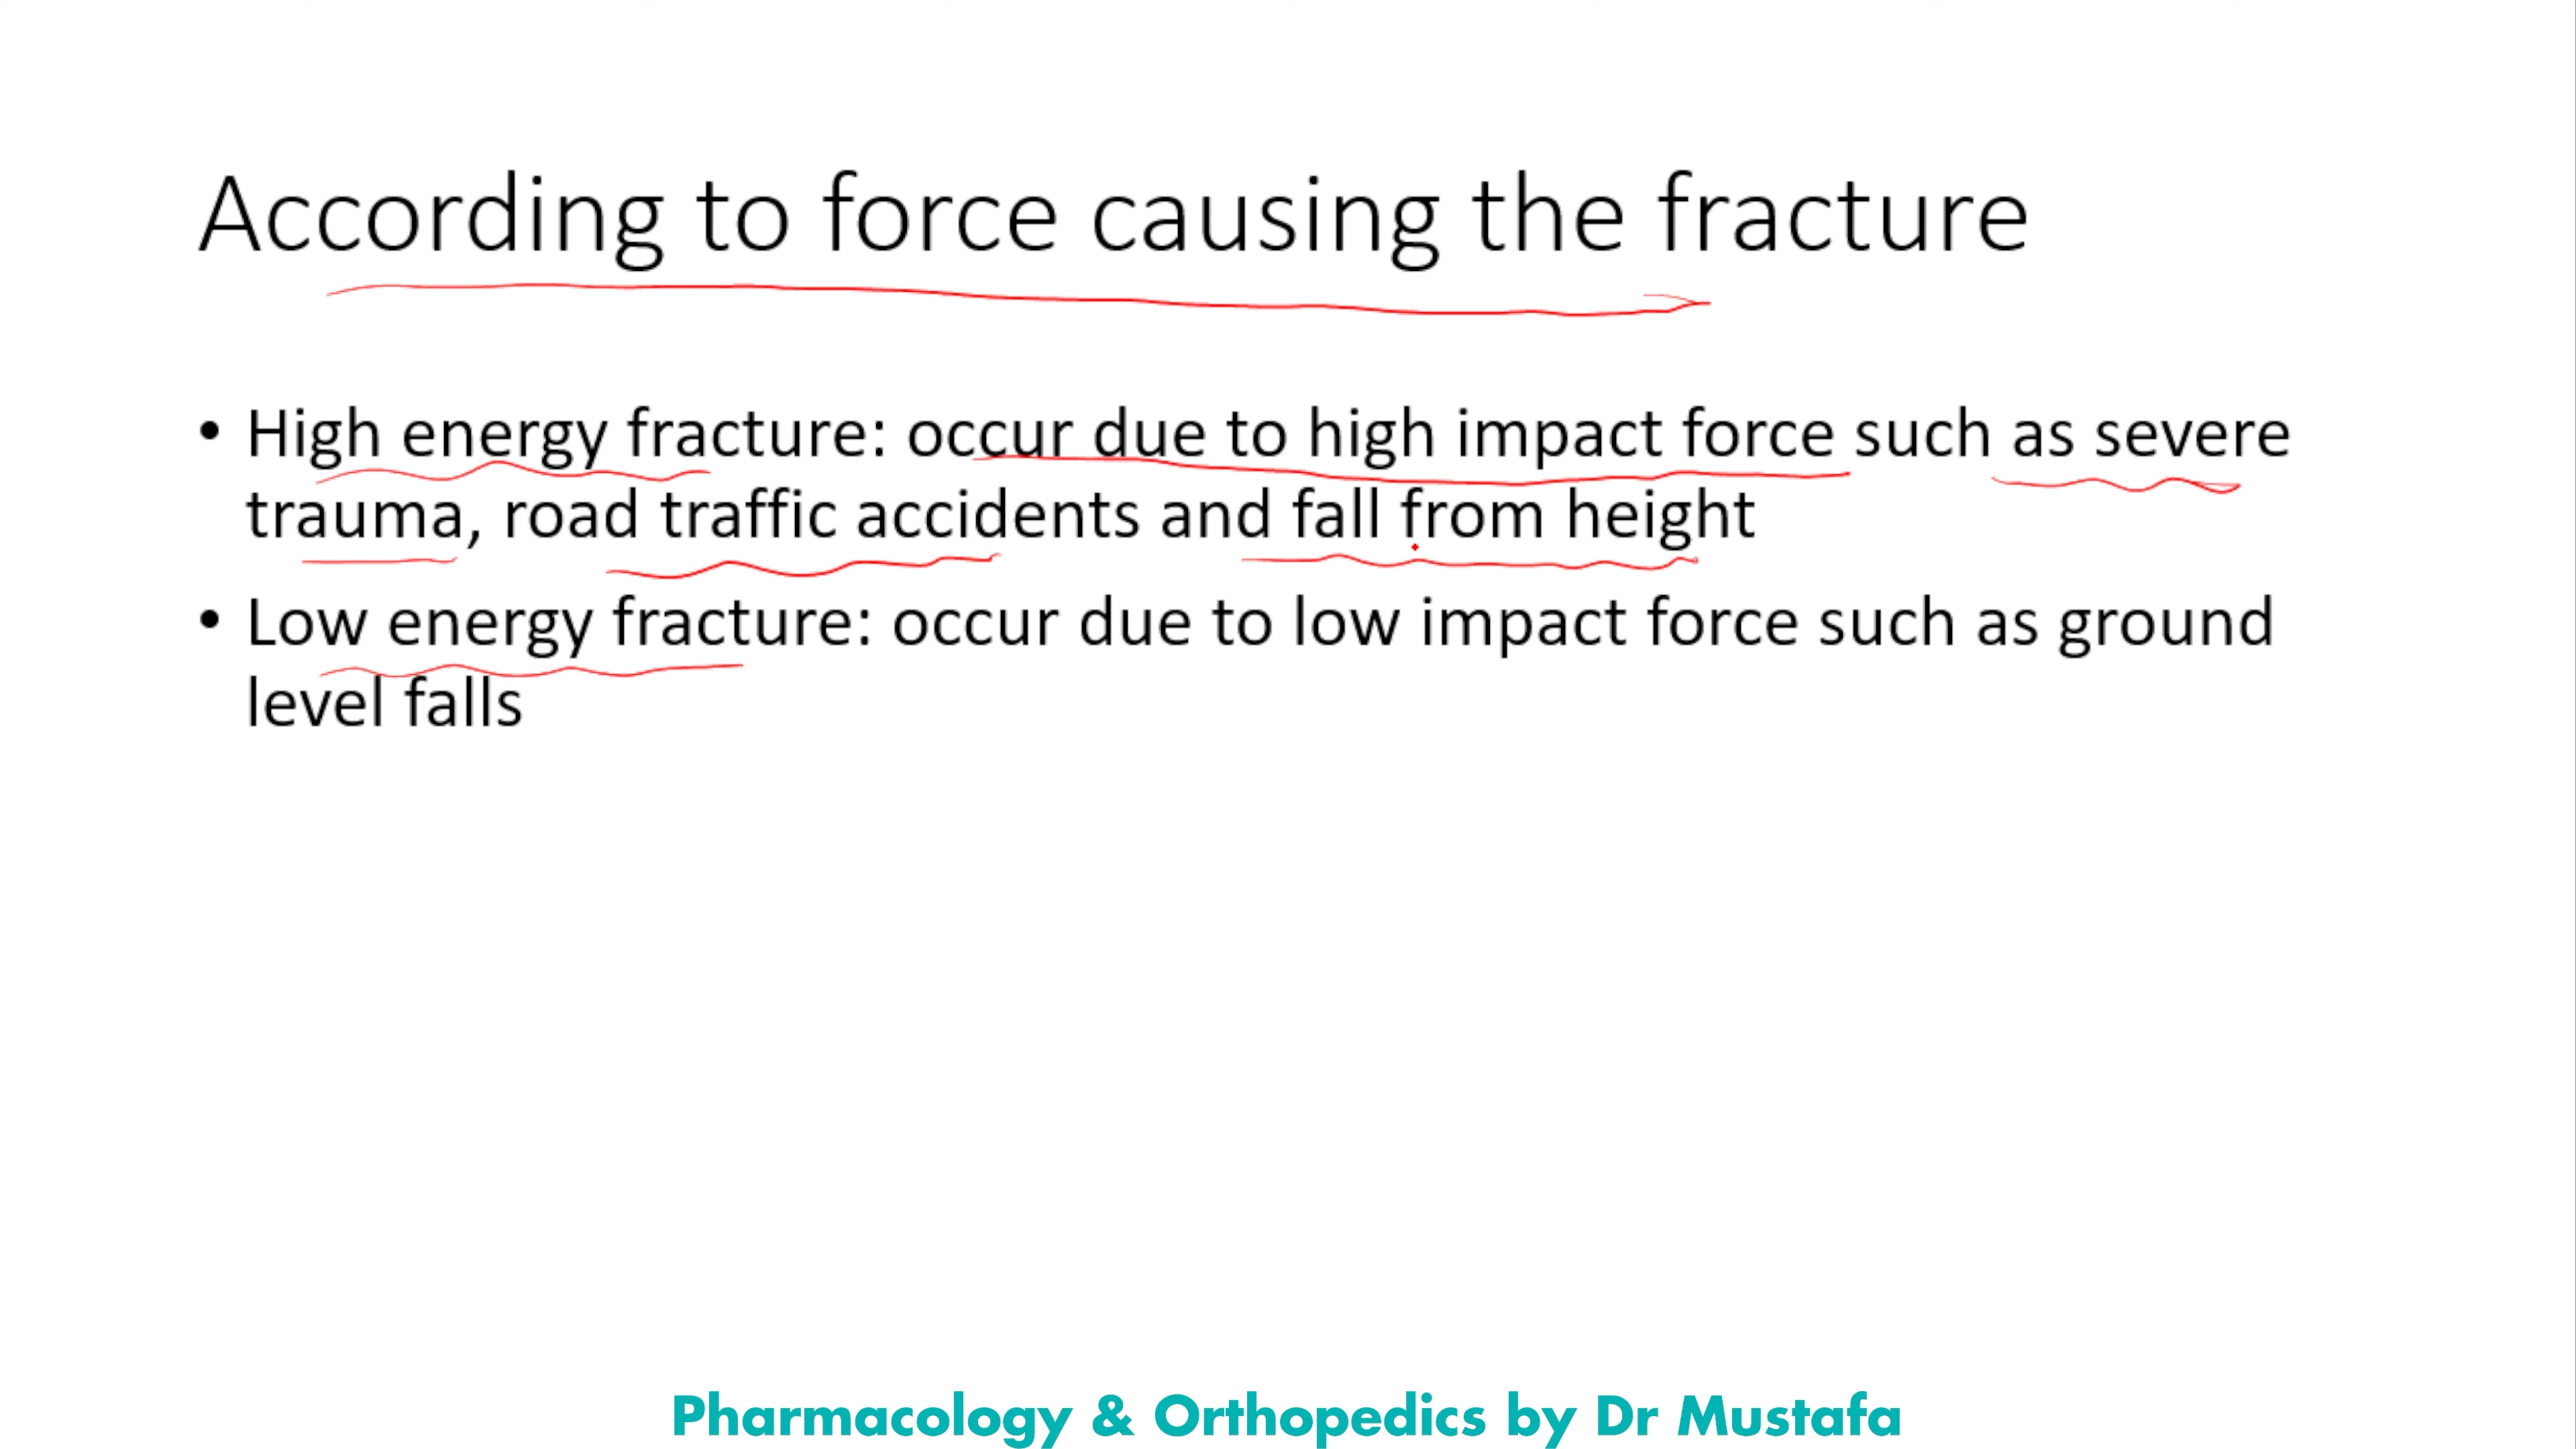 According to force causing the fracture
• High energy fracture: occur due to high impact force such as severe
trauma, road traffic accidents and fall from height
• Low energy fracture: occur due to low impact force such as ground
level falls
Pharmacology & Orthopedics by Dr Mustafa